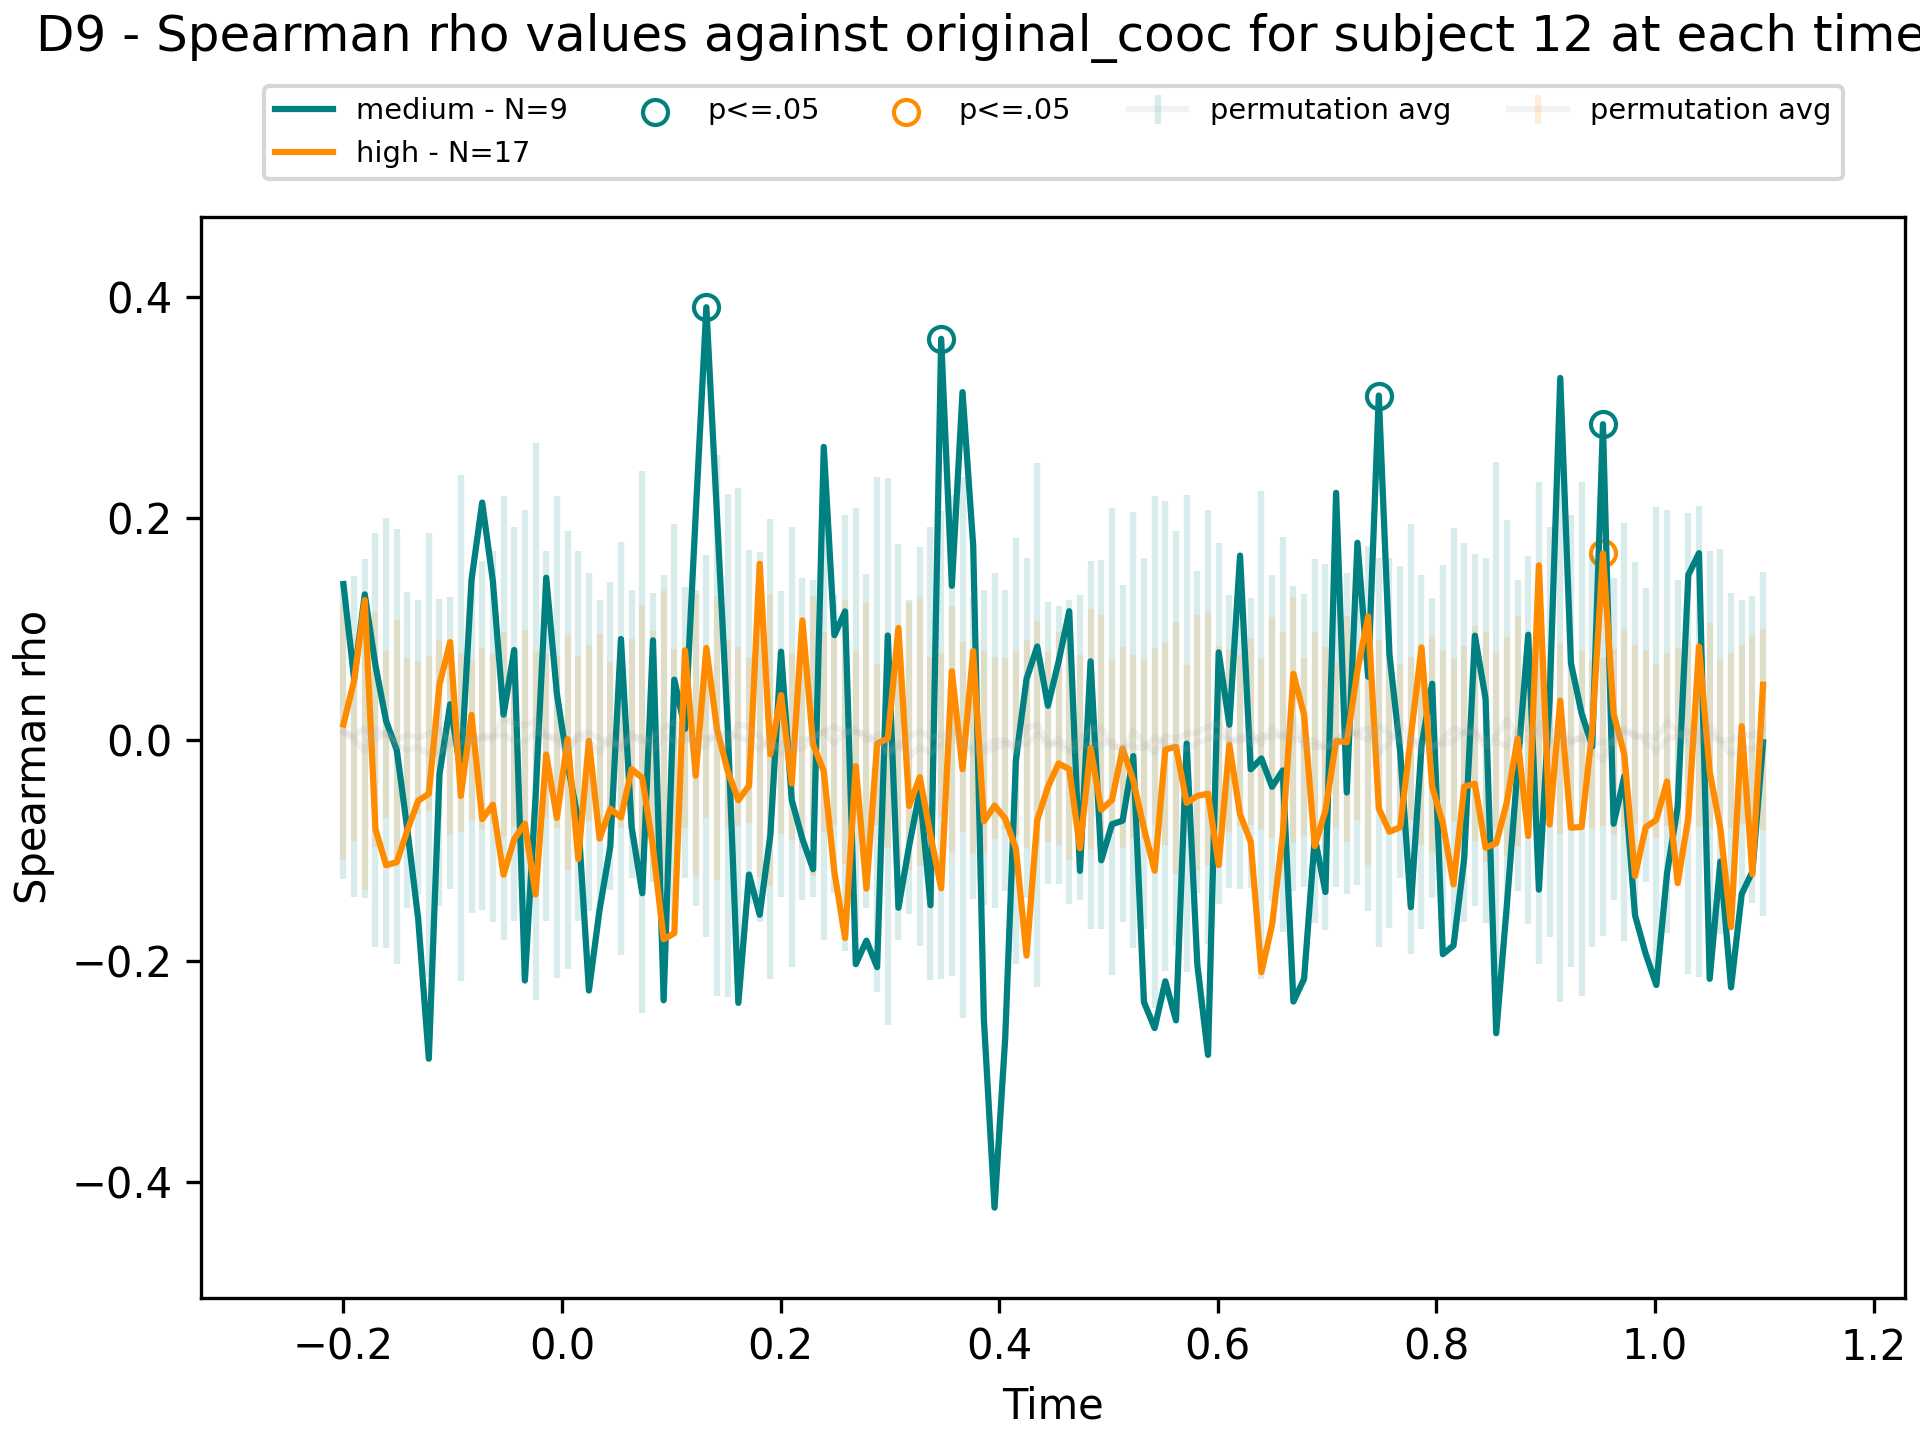 D9 - Spearman rho values against original_cooc for subject 12 at each time
medium - N=9
high - N=17
p<=.05
p<=.05
permutation avg
permutation avg
Spearman rho
0.4
0.2
0.0
−0.2
−0.4
−0.2
0.0
0.2
0.4
0.6
0.8
1.0
1.2
Time